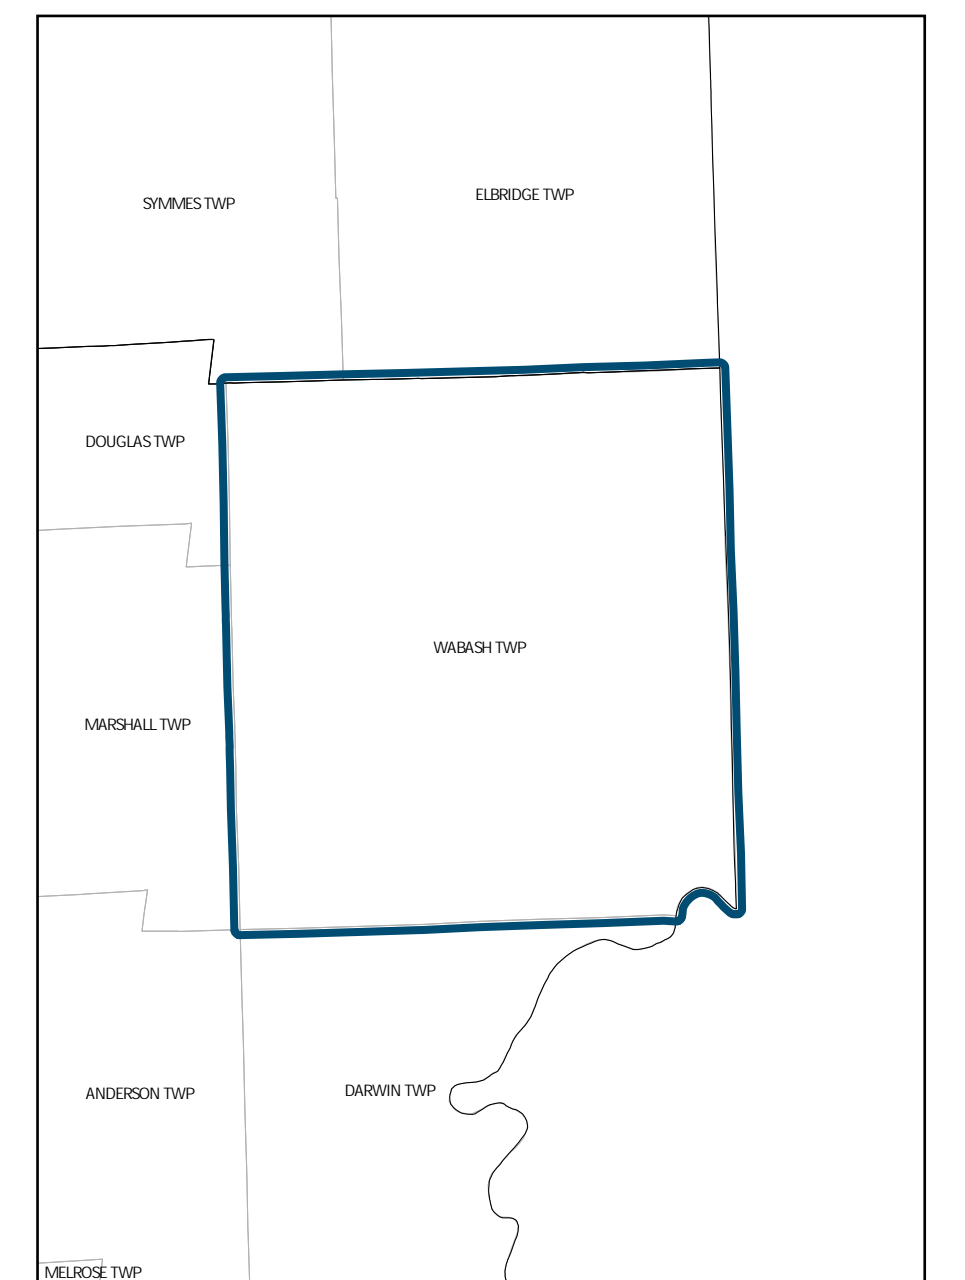 SYMMES TWP
ELBRIDGE TWP
DOUGLAS TWP
WABASH TWP
MARSHALL TWP
ANDERSON TWP
DARWIN TWP
MELROSE TWP